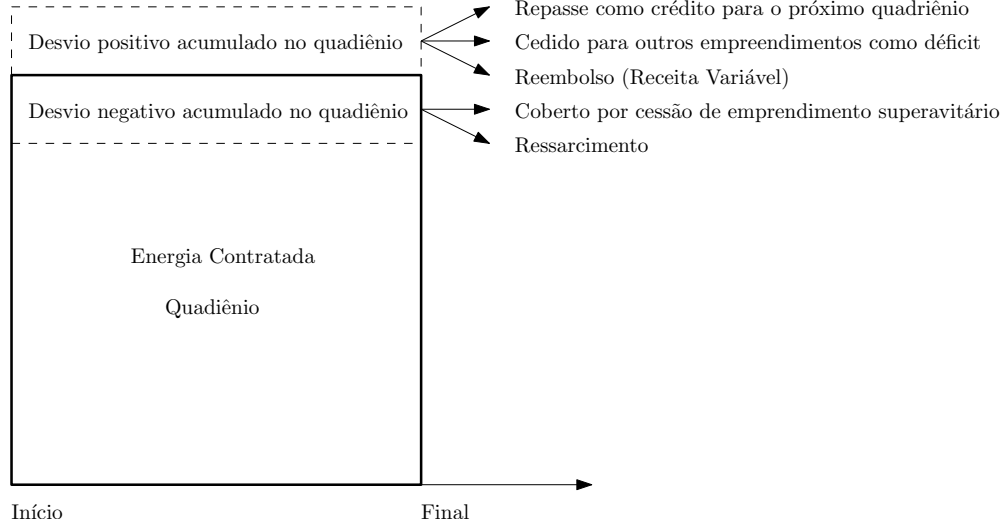 Repasse como crédito para o próximo quadriênio
Desvio positivo acumulado no quadiênio
Cedido para outros empreendimentos como déficit
Reembolso (Receita Variável)
Desvio negativo acumulado no quadiênio
Coberto por cessão de emprendimento superavitário
Ressarcimento
Energia Contratada
Quadiênio
Início
Final